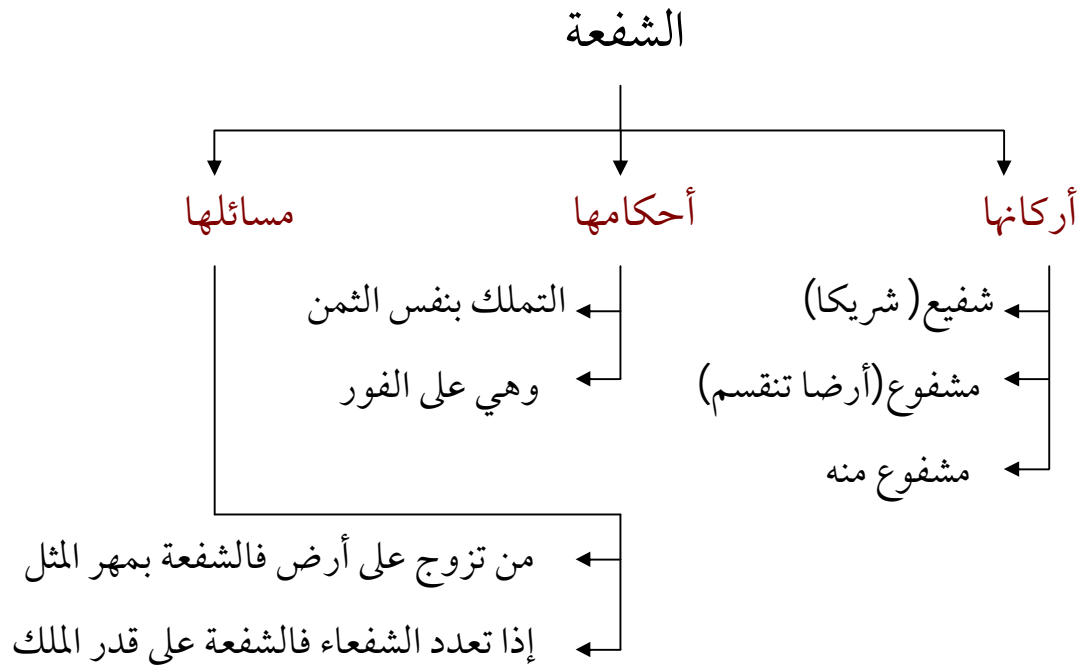 الشفعة
أركانها
أحكامها
مسائلها
شفيع( شريكا)
مشفوع(أرضا تنقسم)
مشفوع منه
التملك بنفس الثمن
وهي على الفور
من تزوج على أرض فالشفعة بمهر المثل
إذا تعدد الشفعاء فالشفعة على قدر الملك